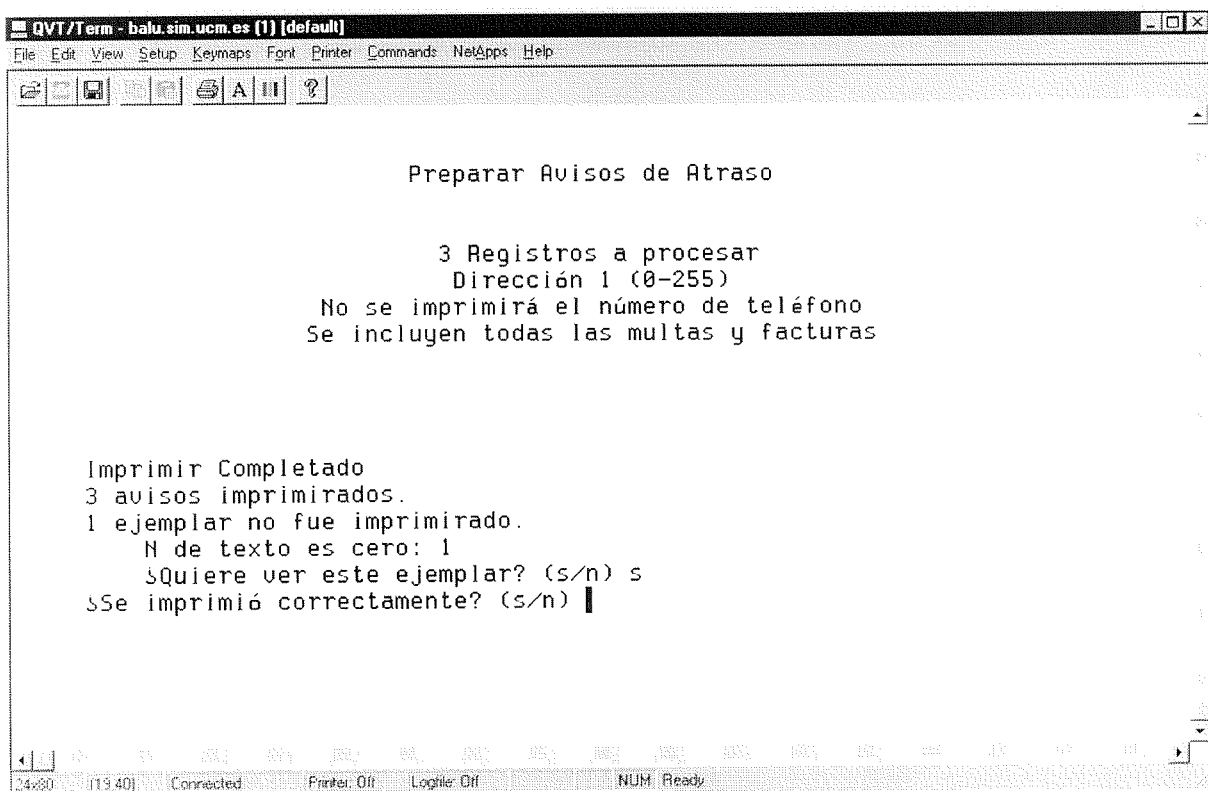 QVT/Term - balu.sim.ucm.es (1) [default]
File Edit View Setup Keymaps Font Printer Commands NetApps Help
Preparar Avisos de Atraso
3 Registros a procesar
Dirección 1 (0-255)
No se imprimirá el número de teléfono
Se incluyen todas las multas y facturas
Imprimir Completado
3 avisos imprimirados.
1 ejemplar no fue imprimirado.
N de texto es cero: 1
¿Quiere ver este ejemplar? (s/n) s
¿Se imprimió correctamente? (s/n)
24x80 [19,40] Connected Printer: Off Logfile: Off NUM Ready